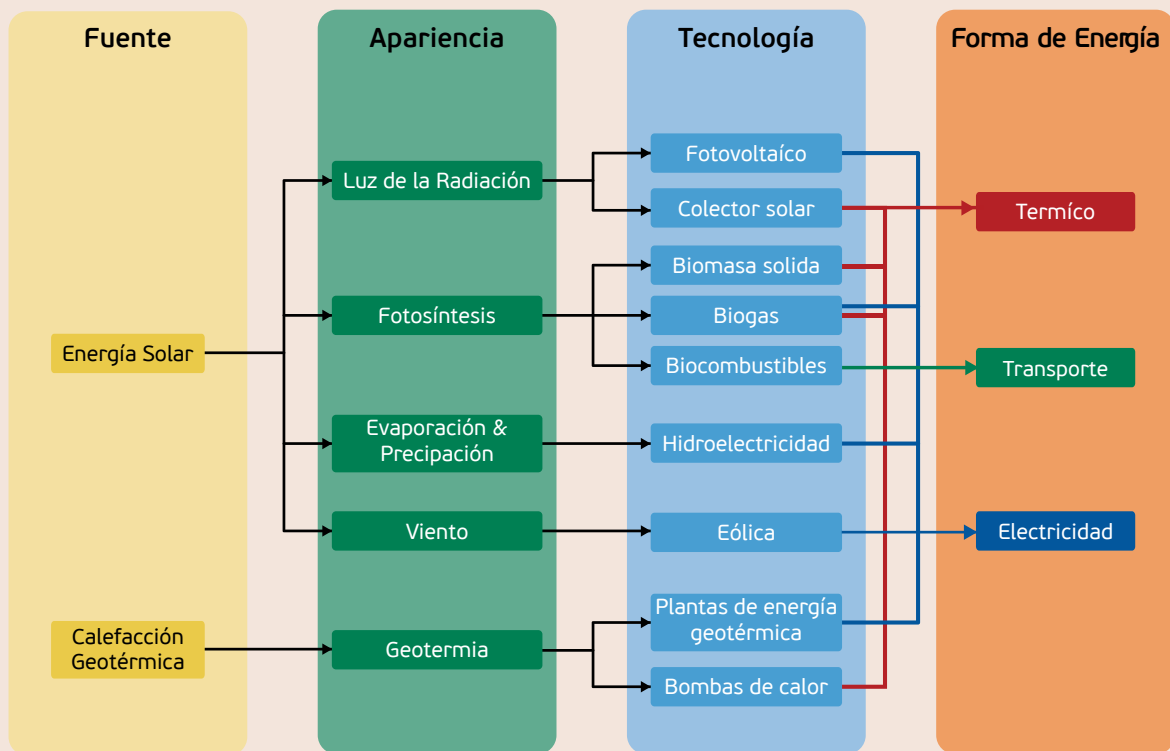 Fuente
Apariencia
Tecnología
Forma de Energía
Energía Solar
Calefacción
Geotérmica
Luz de la Radiación
Fotosíntesis
Evaporación &
Precipación
Viento
Geotermia
Fotovoltaíco
Colector solar
Biomasa solida
Biogas
Biocombustibles
Hidroelectricidad
Eólica
Plantas de energía
geotérmica
Bombas de calor
Termíco
Transporte
Electricidad